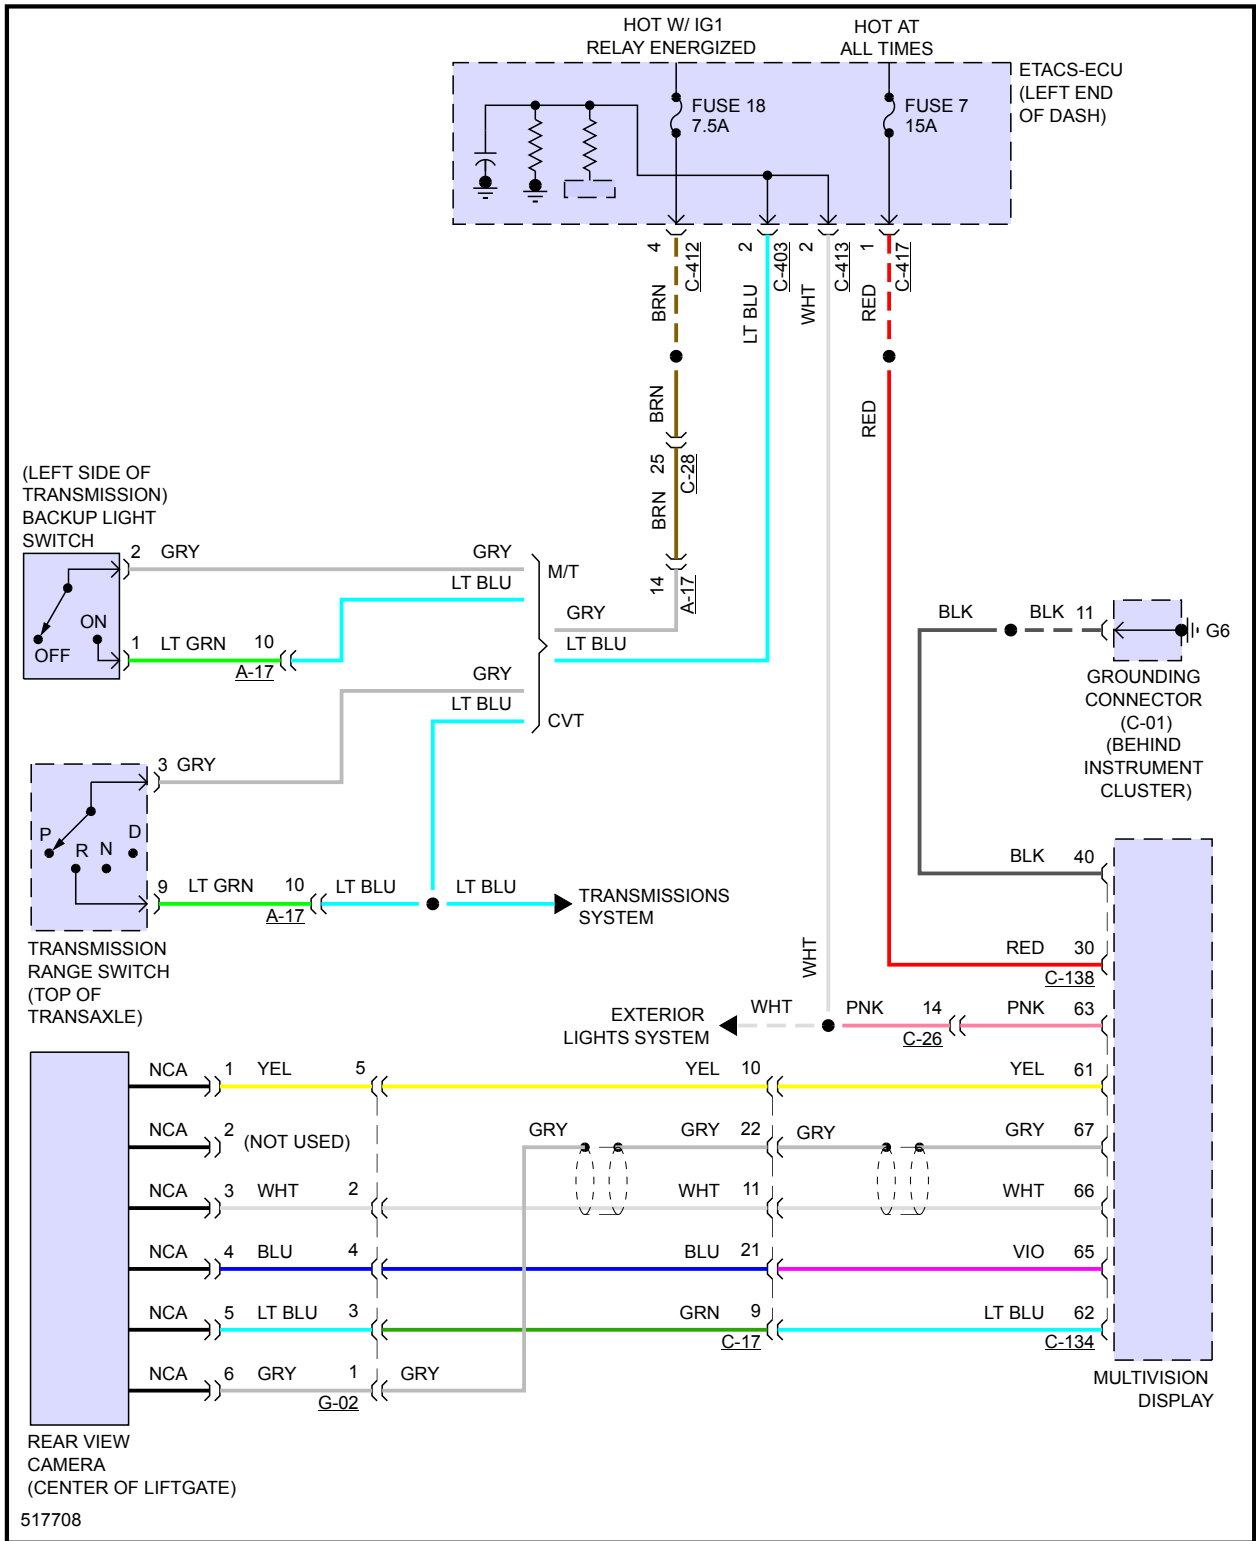 HOT W/ IG1
RELAY ENERGIZED
HOT AT
ALL TIMES
ETACS-ECU
(LEFT END
OF DASH)
FUSE 18
7.5A
FUSE 7
15A
4
C-412
2
C-403
2
C-413
1
C-417
BRN
LT BLU
WHT
RED
BRN
RED
25
C-28
BRN
14
A-17
(LEFT SIDE OF
TRANSMISSION)
BACKUP LIGHT
SWITCH
2 GRY
GRY
M/T
LT BLU
ON
OFF
1 LT GRN 10
A-17
GRY
LT BLU
GRY
LT BLU
CVT
BLK
BLK 11
G6
GROUNDING
CONNECTOR
(C-01)
(BEHIND
INSTRUMENT
CLUSTER)
3 GRY
P
R
N
D
9 LT GRN 10
A-17
LT BLU
LT BLU
TRANSMISSIONS
SYSTEM
TRANSMISSION
RANGE SWITCH
(TOP OF
TRANSAXLE)
BLK 40
RED 30
C-138
WHT
EXTERIOR
LIGHTS SYSTEM
WHT
PNK 14
C-26
PNK 63
NCA 1 YEL 5
YEL 10
YEL 61
NCA 2 (NOT USED)
GRY
GRY 22
GRY
GRY 67
NCA 3 WHT 2
WHT 11
WHT 66
NCA 4 BLU 4
BLU 21
VIO 65
NCA 5 LT BLU 3
GRN 9
C-17
LT BLU 62
C-134
NCA 6 GRY 1
G-02
GRY
MULTIVISION
DISPLAY
REAR VIEW
CAMERA
(CENTER OF LIFTGATE)
517708